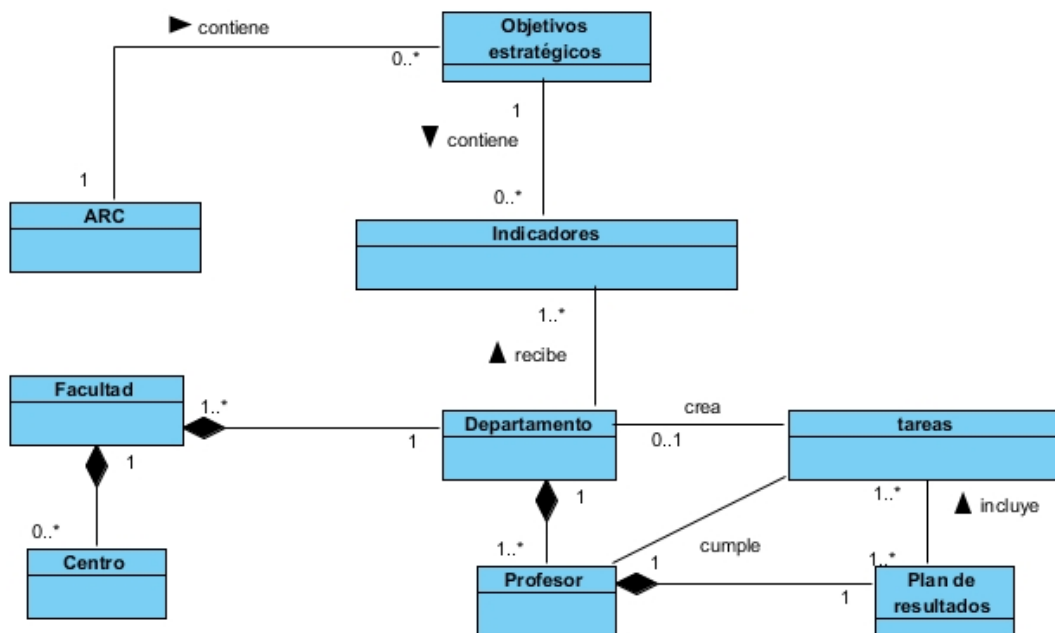 Objetivos
estratégicos
contiene
0..*
1
contiene
1
0..*
ARC
Indicadores
1..*
recibe
Facultad
1..*
1
Departamento
crea
0..1
tareas
1
1
1..*
incluye
0..*
1..*
cumple
1..*
Centro
Profesor
1
1
Plan de
resultados